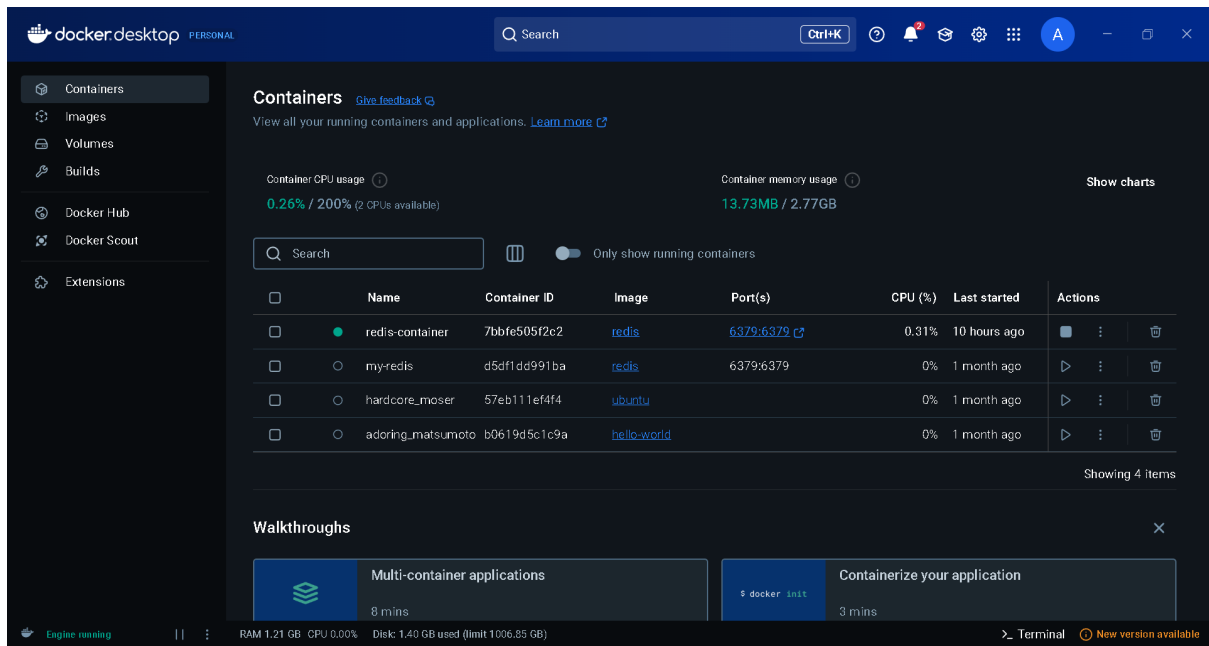 docker.desktop PERSONAL Search Ctrl+K 2 A
Containers
Images
Volumes
Builds
Docker Hub
Docker Scout
Extensions
Containers Give feedback
View all your running containers and applications. Learn more
Container CPU usage
0.26% / 200% (2 CPUs available)
Container memory usage
13.73MB / 2.77GB
Show charts
Search Only show running containers
Name Container ID Image Port(s) CPU (%) Last started Actions
redis-container 7bbfe505f2c2 redis 6379:6379 0.31% 10 hours ago
my-redis d5df1dd991ba redis 6379:6379 0% 1 month ago
hardcore_moser 57eb111ef4f4 ubuntu 0% 1 month ago
adoring_matsumoto b0619d5c1c9a hello-world 0% 1 month ago
Showing 4 items
Walkthroughs
Multi-container applications
8 mins
$ docker init
Containerize your application
3 mins
Engine running RAM 1.21 GB CPU 0.00% Disk: 1.40 GB used (limit 1006.85 GB) >_ Terminal New version available